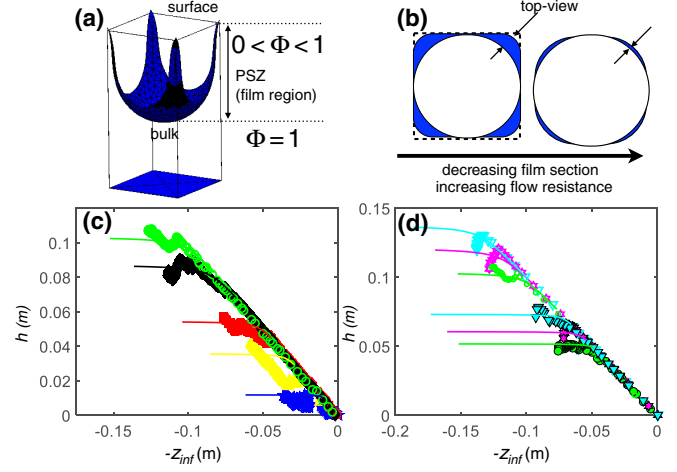 (a)
surface
0 < Φ < 1
PSZ
(film region)
bulk
Φ = 1
(b)
top-view
decreasing film section
increasing flow resistance
(c)
h (m)
0.1
0.08
0.06
0.04
0.02
0
-0.15
-0.1
-0.05
0
-z_inf (m)
(d)
h (m)
0.15
0.10
0.05
0
-0.2
-0.15
-0.1
-0.05
0
-z_inf (m)